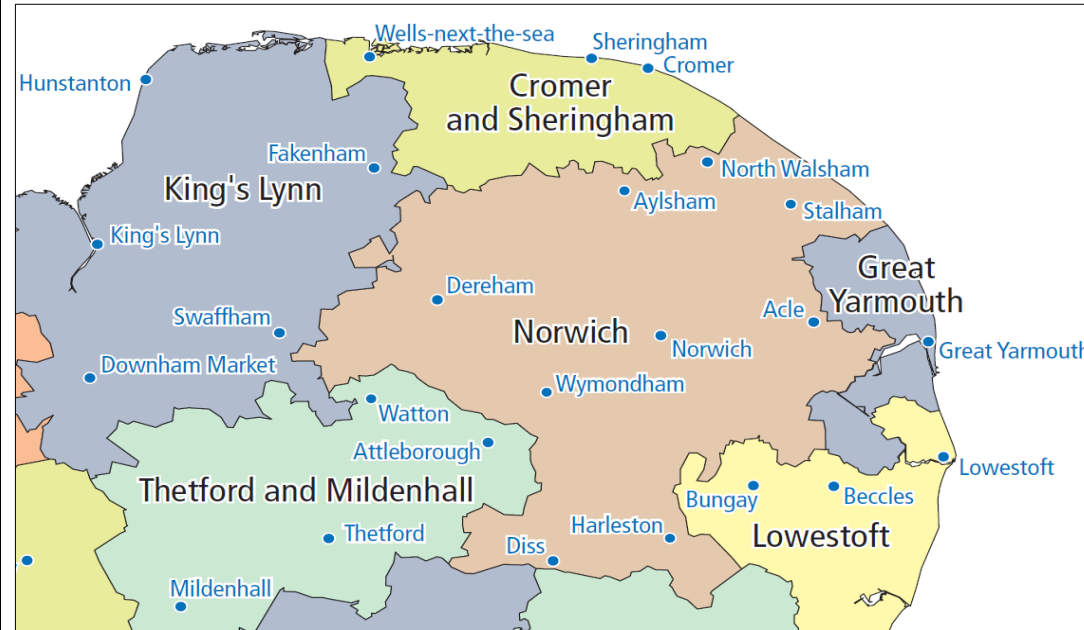 Wells-next-the-sea
Sheringham
Cromer
Hunstanton
Cromer
and Sheringham
Fakenham
North Walsham
King's Lynn
Aylsham
Stalham
King's Lynn
Great
Yarmouth
Dereham
Swaffham
Acle
Norwich
Norwich
Great Yarmouth
Downham Market
Wymondham
Watton
Attleborough
Lowestoft
Thetford and Mildenhall
Bungay
Beccles
Harleston
Lowestoft
Thetford
Diss
Mildenhall